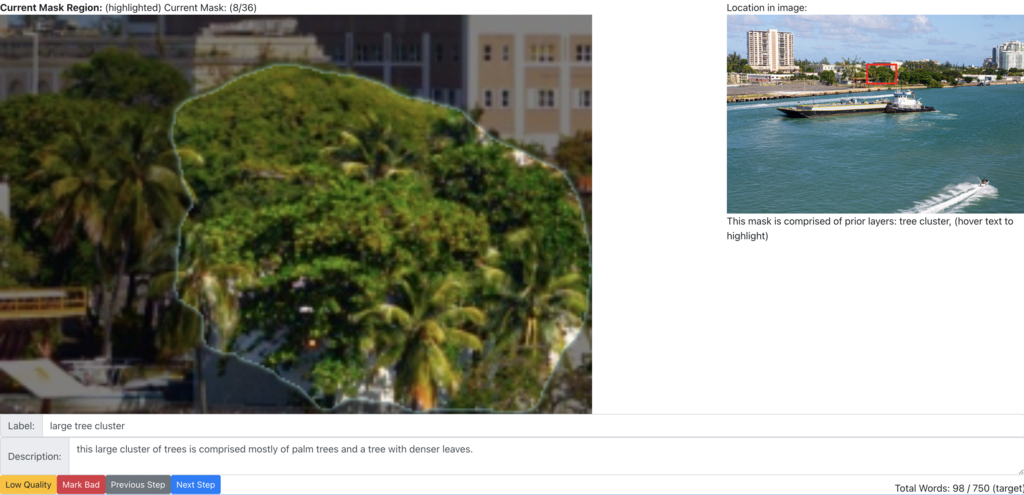 Current Mask Region: (highlighted) Current Mask: (8/36)
Location in image:
This mask is comprised of prior layers: tree cluster, (hover text to
highlight)
Label: large tree cluster
Description: this large cluster of trees is comprised mostly of palm trees and a tree with denser leaves.
Low Quality Mark Bad Previous Step Next Step
Total Words: 98 / 750 (target)